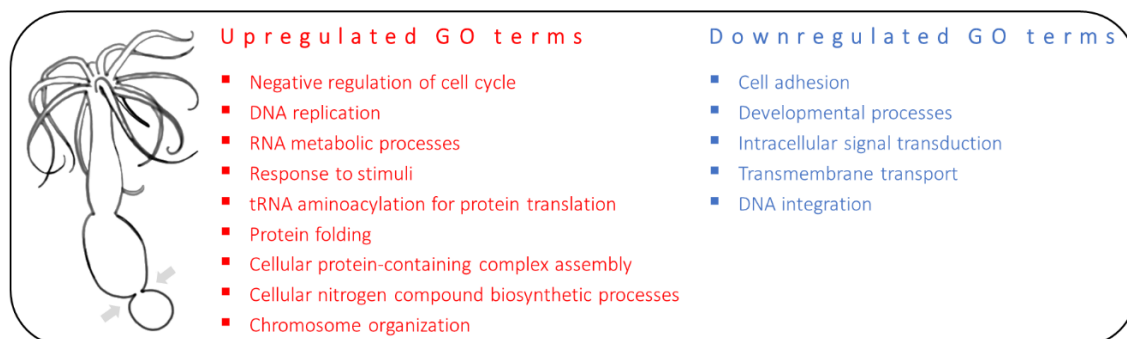 Upregulated GO terms
Negative regulation of cell cycle
DNA replication
RNA metabolic processes
Response to stimuli
tRNA aminoacylation for protein translation
Protein folding
Cellular protein-containing complex assembly
Cellular nitrogen compound biosynthetic processes
Chromosome organization
Downregulated GO terms
Cell adhesion
Developmental processes
Intracellular signal transduction
Transmembrane transport
DNA integration